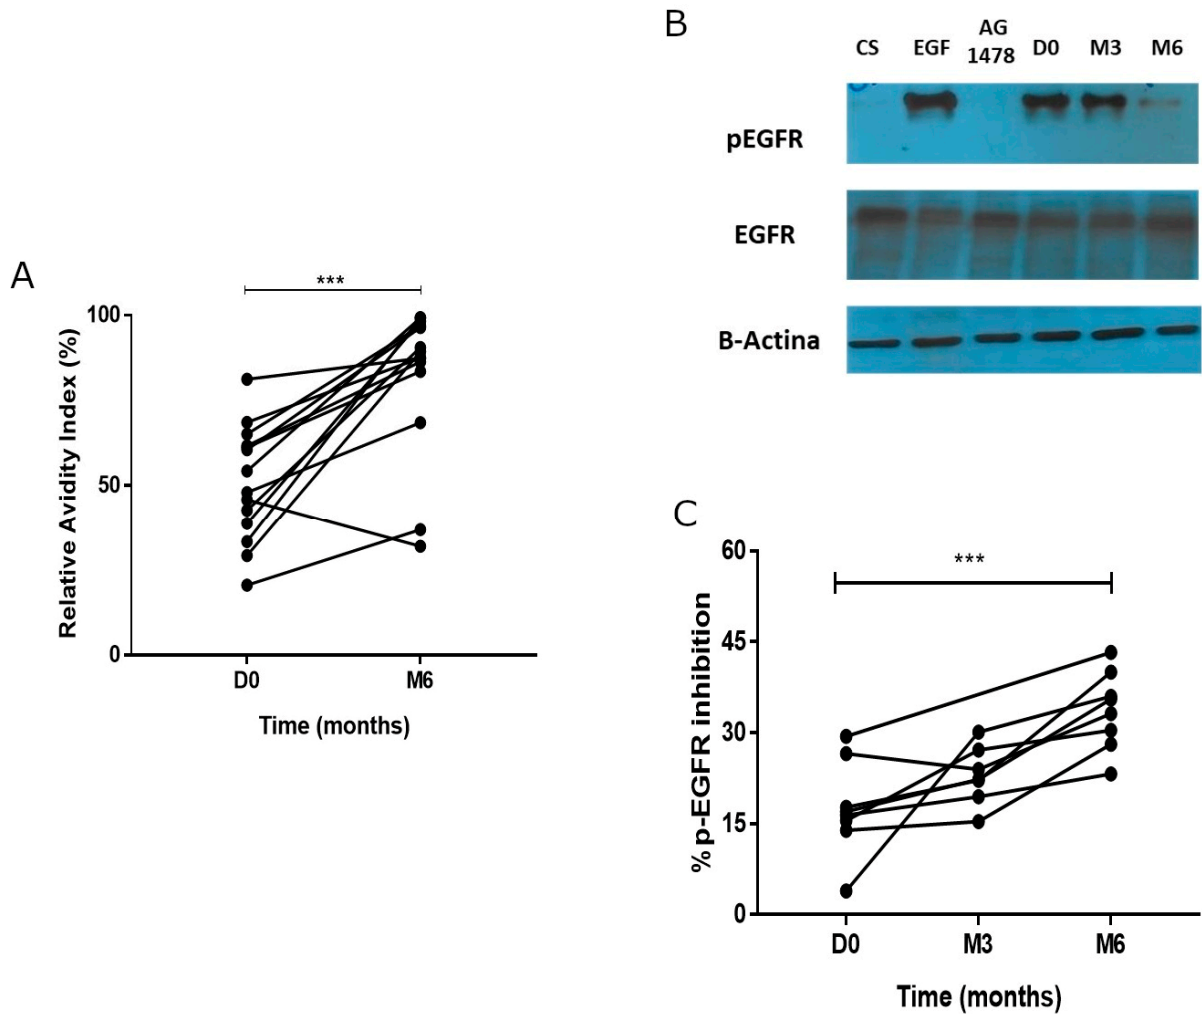 A
***
100
50
0
Relative Avidity Index (%)
D0 M6
Time (months)
B
CS EGF AG 1478 D0 M3 M6
pEGFR
EGFR
B-Actina
C
***
60
45
30
15
0
% p-EGFR inhibition
D0 M3 M6
Time (months)